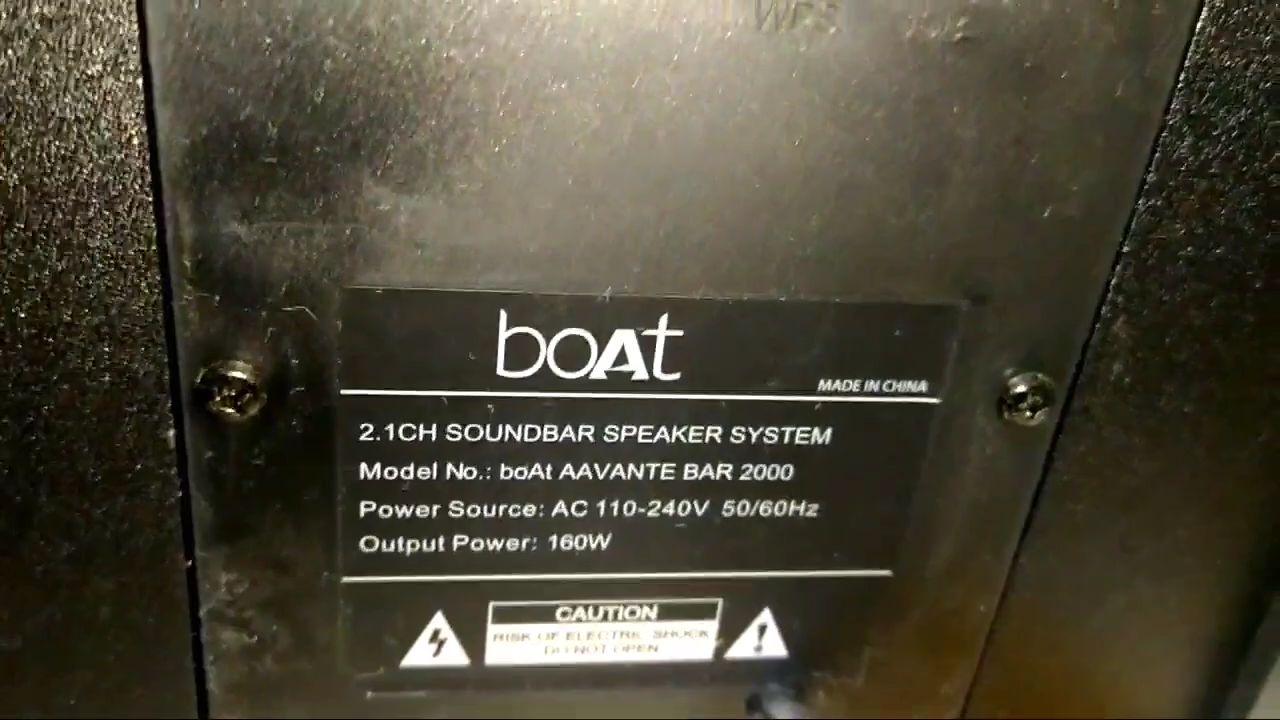 boAt
MADE IN CHINA
2.1CH SOUNDBAR SPEAKER SYSTEM
Model No.: boAt AAVANTE BAR 2000
Power Source: AC 110-240V 50/60Hz
Output Power: 160W
CAUTION
RISK OF ELECTRIC SHOCK
DO NOT OPEN